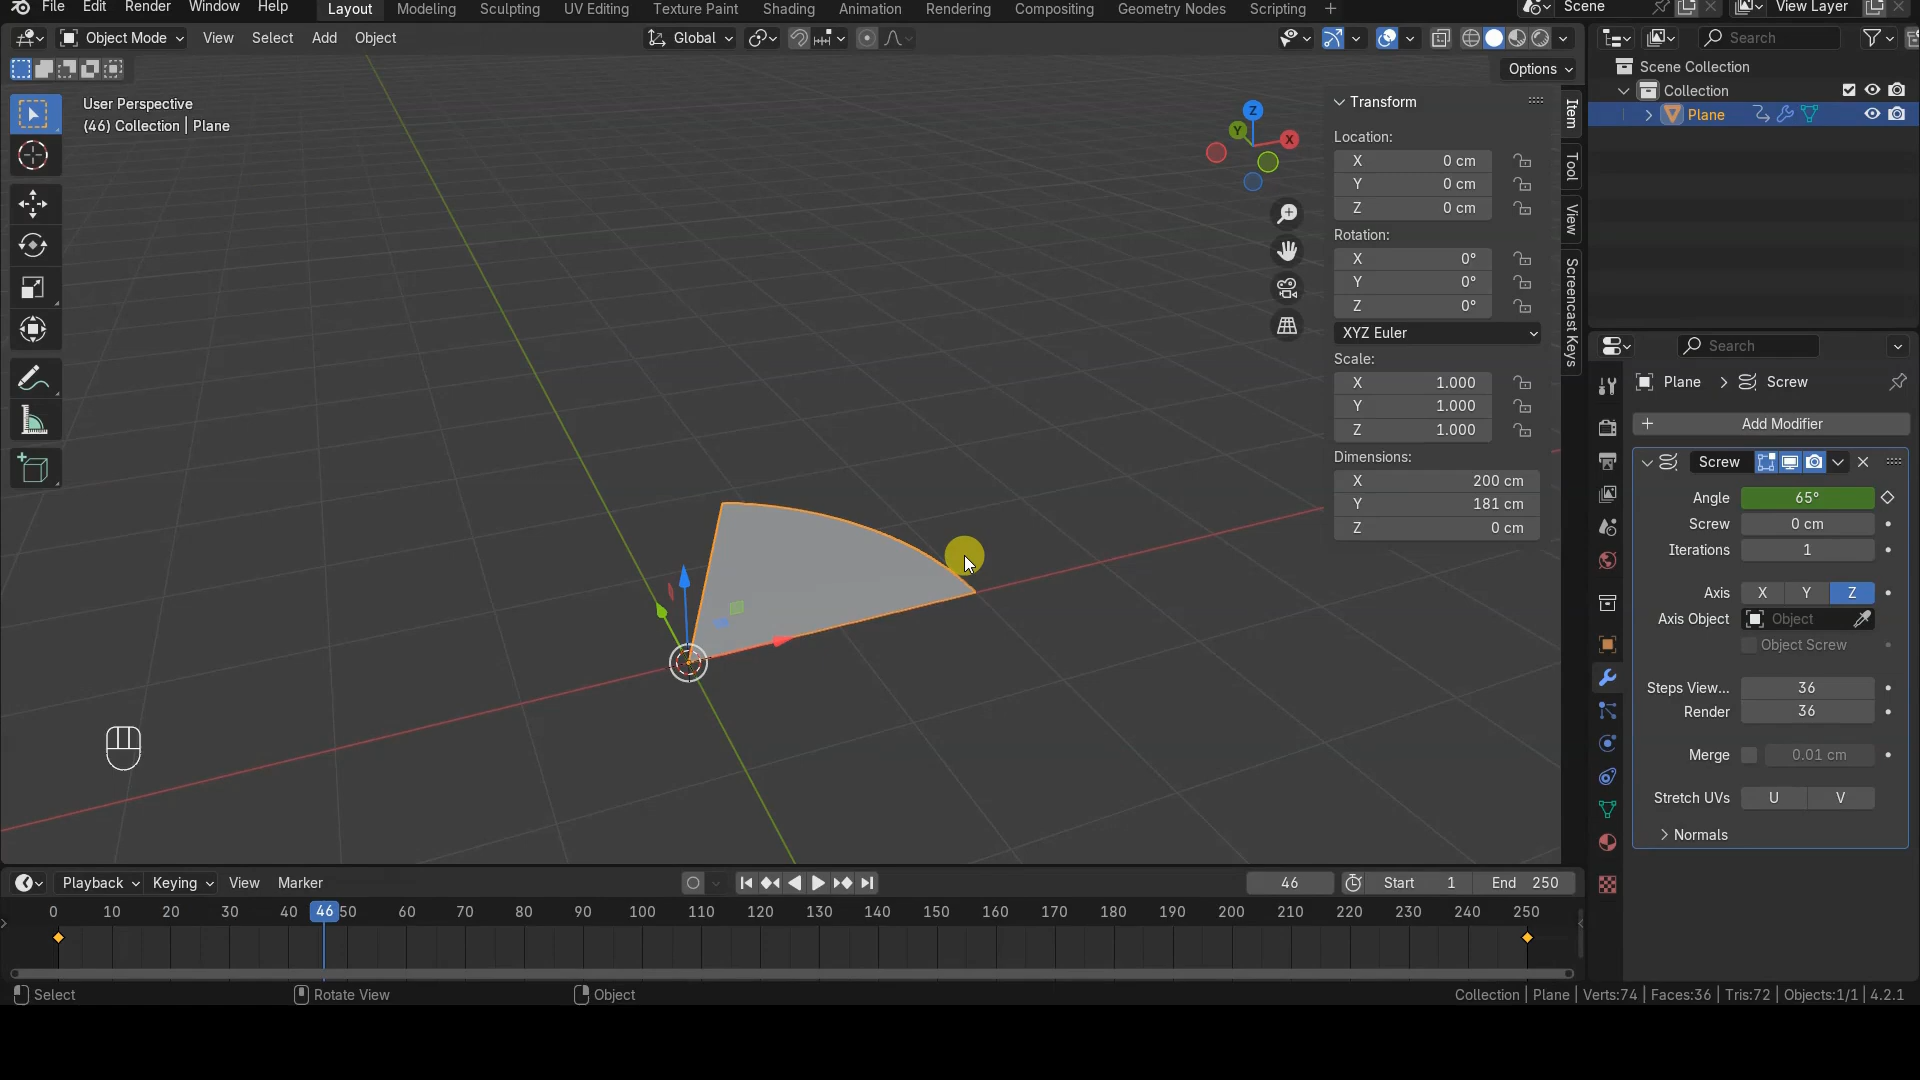 File Edit Render Window Help Layout Modeling Sculpting UV Editing Texture Paint Shading Animation Rendering Compositing Geometry Nodes Scripting + Scene View Layer
Object Mode View Select Add Object Global Search
Options
User Perspective
(46) Collection | Plane
Z
Y
X
Transform
Location:
X 0 cm
Y 0 cm
Z 0 cm
Rotation:
X 0°
Y 0°
Z 0°
XYZ Euler
Scale:
X 1.000
Y 1.000
Z 1.000
Dimensions:
X 200 cm
Y 181 cm
Z 0 cm
Item
Tool
View
Screencast Keys
Scene Collection
Collection
Plane
Search
Plane > Screw
+ Add Modifier
Screw
Angle 65°
Screw 0 cm
Iterations 1
Axis X Y Z
Axis Object Object
Object Screw
Steps View... 36
Render 36
Merge 0.01 cm
Stretch UVs U V
Normals
Playback Keying View Marker 46 Start 1 End 250
0 10 20 30 40 46 50 60 70 80 90 100 110 120 130 140 150 160 170 180 190 200 210 220 230 240 250
Select Rotate View Object Collection | Plane | Verts:74 | Faces:36 | Tris:72 | Objects:1/1 | 4.2.1